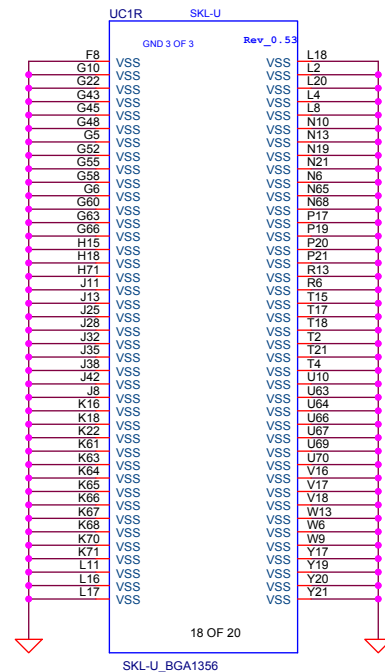 UC1R SKL-U
GND 3 OF 3 Rev_0.53
F8 VSS VSS L18
G10 VSS VSS L2
G22 VSS VSS L20
G43 VSS VSS L4
G45 VSS VSS L8
G48 VSS VSS N10
G5 VSS VSS N13
G52 VSS VSS N19
G55 VSS VSS N21
G58 VSS VSS N6
G6 VSS VSS N65
G60 VSS VSS N68
G63 VSS VSS P17
G66 VSS VSS P19
H15 VSS VSS P20
H18 VSS VSS P21
H71 VSS VSS R13
J11 VSS VSS R6
J13 VSS VSS T15
J25 VSS VSS T17
J28 VSS VSS T18
J32 VSS VSS T2
J35 VSS VSS T21
J38 VSS VSS T4
J42 VSS VSS U10
J8 VSS VSS U63
K16 VSS VSS U64
K18 VSS VSS U66
K22 VSS VSS U67
K61 VSS VSS U69
K63 VSS VSS U70
K64 VSS VSS V16
K65 VSS VSS V17
K66 VSS VSS V18
K67 VSS VSS W13
K68 VSS VSS W6
K70 VSS VSS W9
K71 VSS VSS Y17
L11 VSS VSS Y19
L16 VSS VSS Y20
L17 VSS VSS Y21
18 OF 20
SKL-U_BGA1356